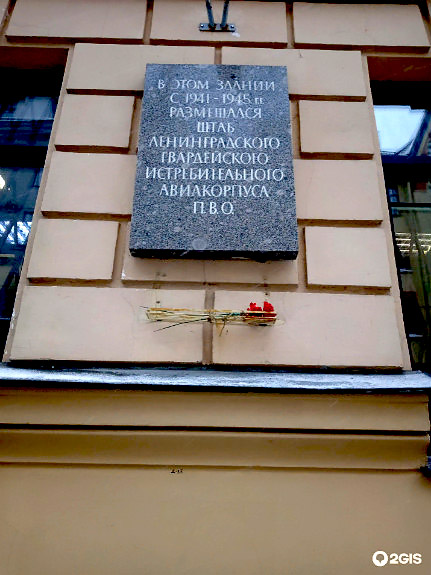 В ЭТОМ ЗДАНИИ
С 1941-1945 гг
РАЗМЕЩАЛСЯ
ШТАБ
ЛЕНИНГРАДСКОГО
ГВАРДЕЙСКОГО
ИСТРЕБИТЕЛЬНОГО
АВИАКОРПУСА
П.В.О.
2GIS